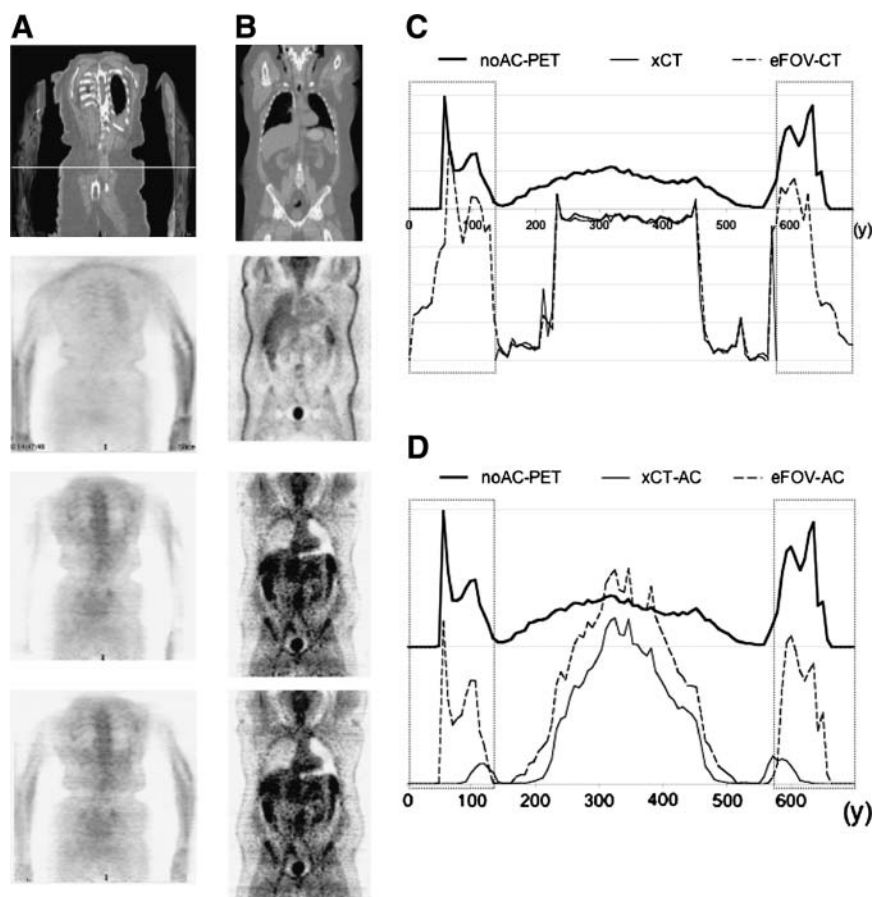 A
B
C
noAC-PET
xCT
eFOV-CT
0
100
200
300
400
500
600
(y)
D
noAC-PET
xCT-AC
eFOV-AC
0
100
200
300
400
500
600
(y)